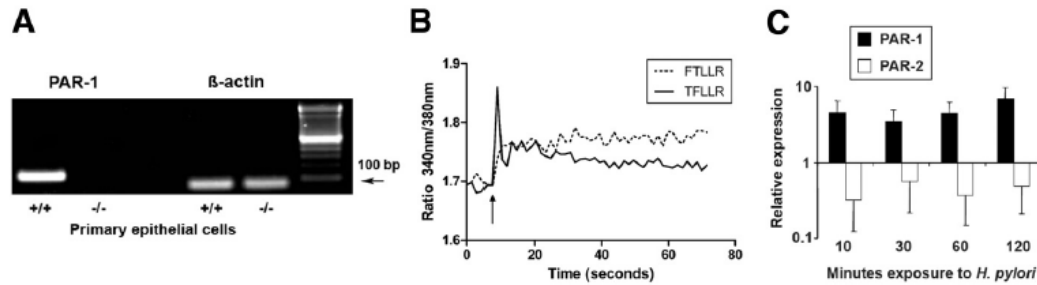 A
PAR-1 ß-actin
100 bp
+/+ -/- +/+ -/-
Primary epithelial cells
B
Ratio 340nm/380nm
1.9
1.8
1.7
1.6
FTLLR
TFLLR
0 20 40 60 80
Time (seconds)
C
PAR-1
PAR-2
Relative expression
10
1
0.1
10 30 60 120
Minutes exposure to H. pylori